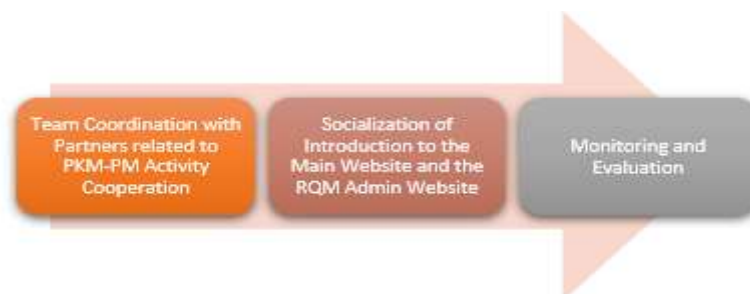 Team Coordination with
Partners related to
PKM-PM Activity
Cooperation
Socialization of
Introduction to the
Main Website and the
RQM Admin Website
Monitoring and
Evaluation